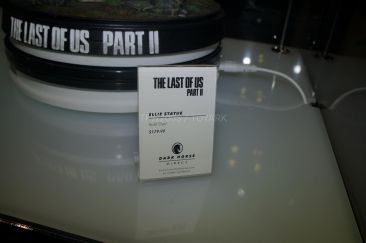 THE LAST OF US PART II
THE LAST OF US
PART II
ELLIE STATUE
$179.99
DARK HORSE
DIRECT